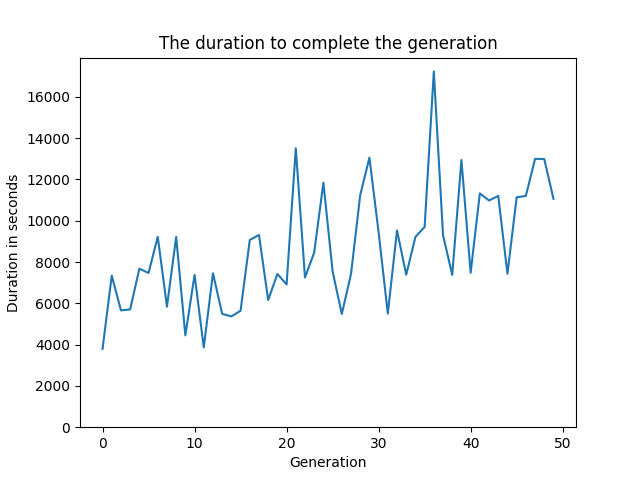 The duration to complete the generation
16000
14000
12000
10000
8000
6000
4000
2000
0
Duration in seconds
0 10 20 30 40 50
Generation